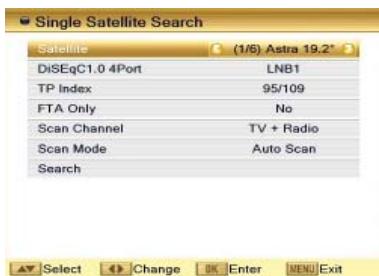 Single Satellite Search
Satellite (1/6) Astra 19.2°
DiSEqC1.0 4Port LNB1
TP Index 95/109
FTA Only No
Scan Channel TV + Radio
Scan Mode Auto Scan
Search
Select Change OK Enter MENU Exit